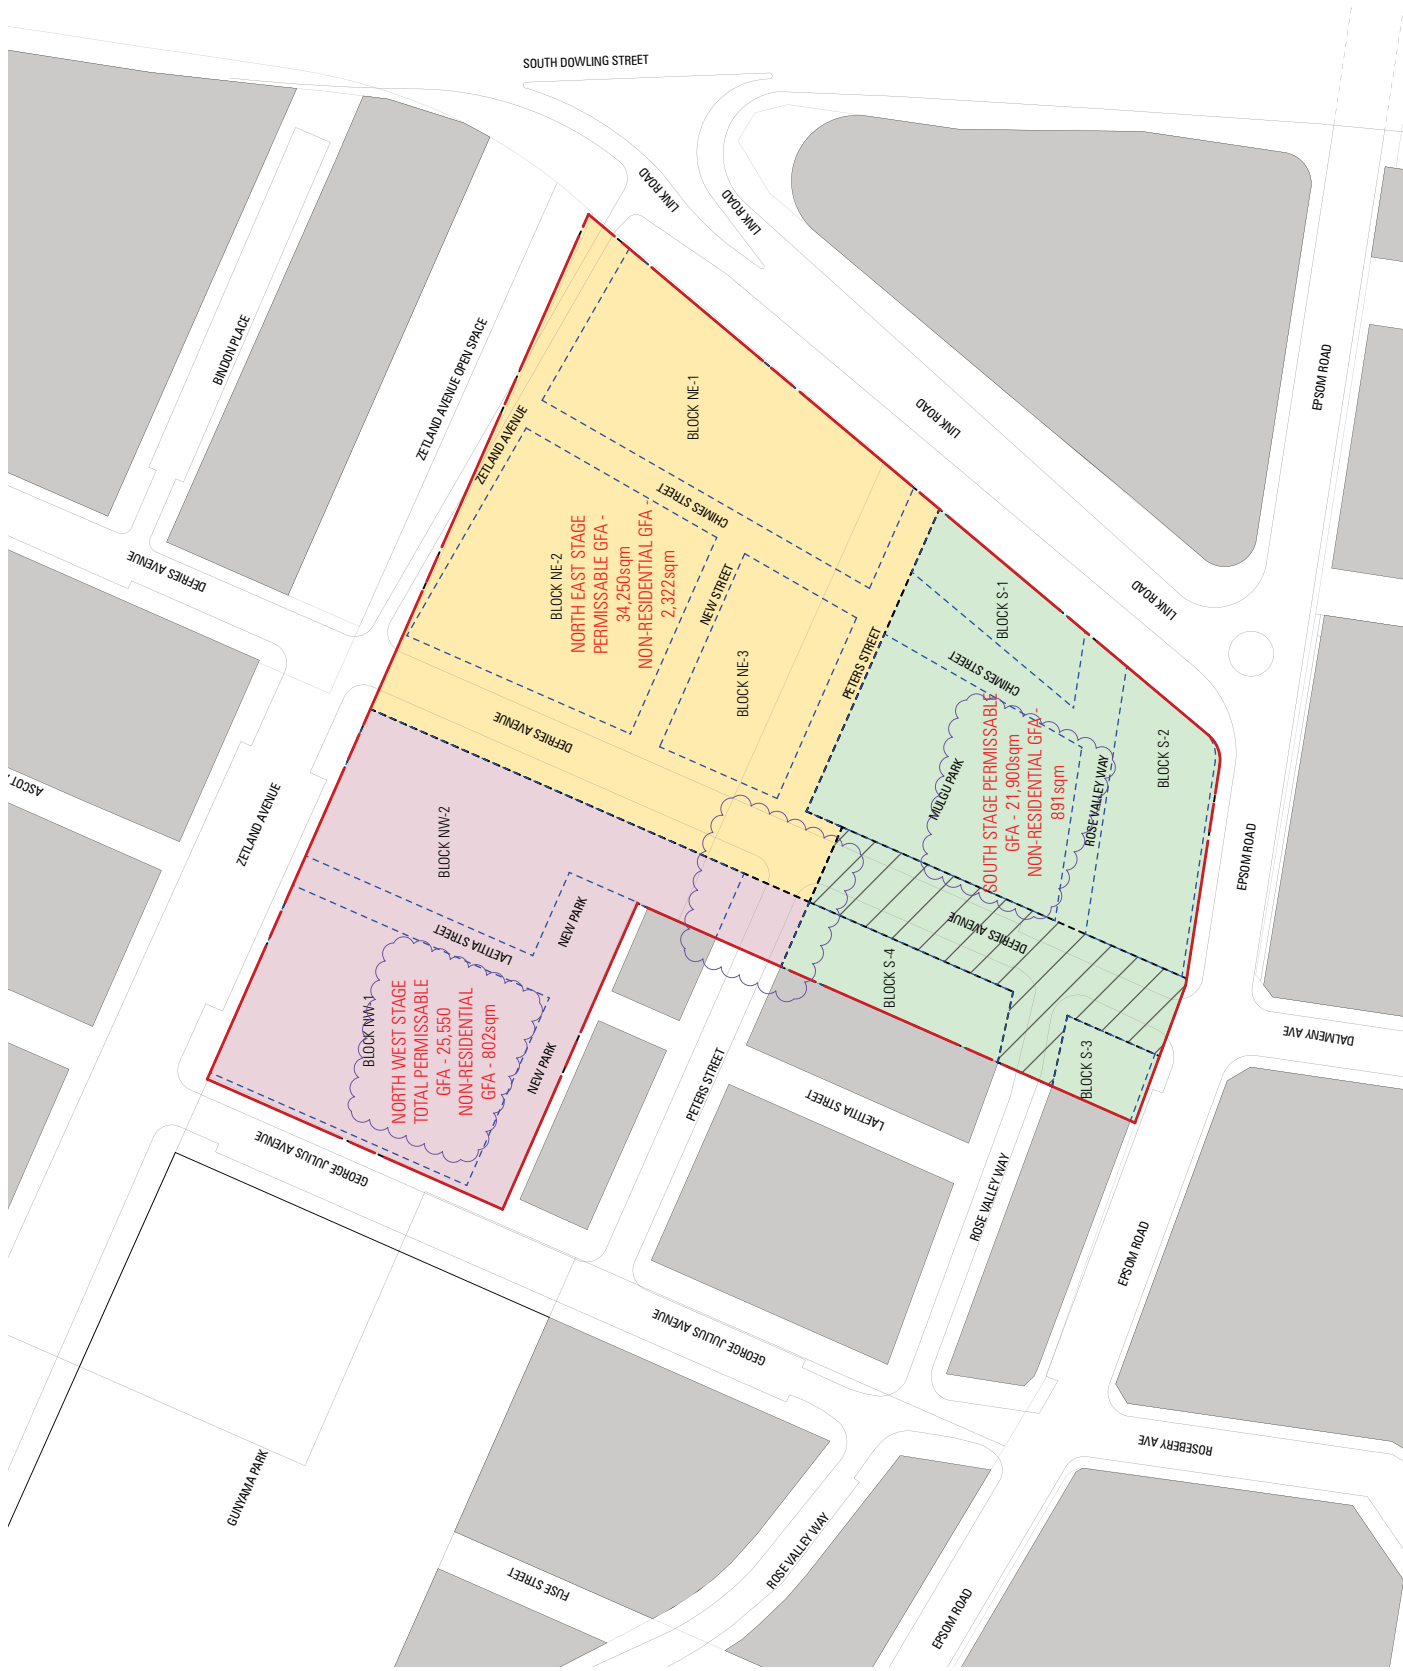 SOUTH DOWLING STREET
LINK ROAD
LINK ROAD
BINDON PLACE
ZETLAND AVENUE OPEN SPACE
EPSOM ROAD
LINK ROAD
BLOCK NE-1
ZETLAND AVENUE
CHIMES STREET
DEFRIES AVENUE
BLOCK NE-2
NORTH EAST STAGE
PERMISSABLE GFA -
34,250sqm
NON-RESIDENTIAL GFA -
2,322sqm
NEW STREET
BLOCK NE-3
PETERS STREET
BLOCK S-1
LINK ROAD
CHIMES STREET
DEFRIES AVENUE
MULGU PARK
SOUTH STAGE PERMISSABLE
GFA - 21,900sqm
NON-RESIDENTIAL GFA -
891sqm
ROSE VALLEY WAY
BLOCK S-2
ASCOT
ZETLAND AVENUE
BLOCK NW-2
EPSOM ROAD
LAETITIA STREET
NEW PARK
DEFRIES AVENUE
BLOCK S-4
BLOCK NW-1
NORTH WEST STAGE
TOTAL PERMISSABLE
GFA - 25,550
NON-RESIDENTIAL
GFA - 802sqm
NEW PARK
PETERS STREET
LAETITIA STREET
BLOCK S-3
DALMENY AVE
GEORGE JULIUS AVENUE
ROSE VALLEY WAY
EPSOM ROAD
GEORGE JULIUS AVENUE
GUNYAMA PARK
ROSEBERY AVE
ROSE VALLEY WAY
FUSE STREET
EPSOM ROAD